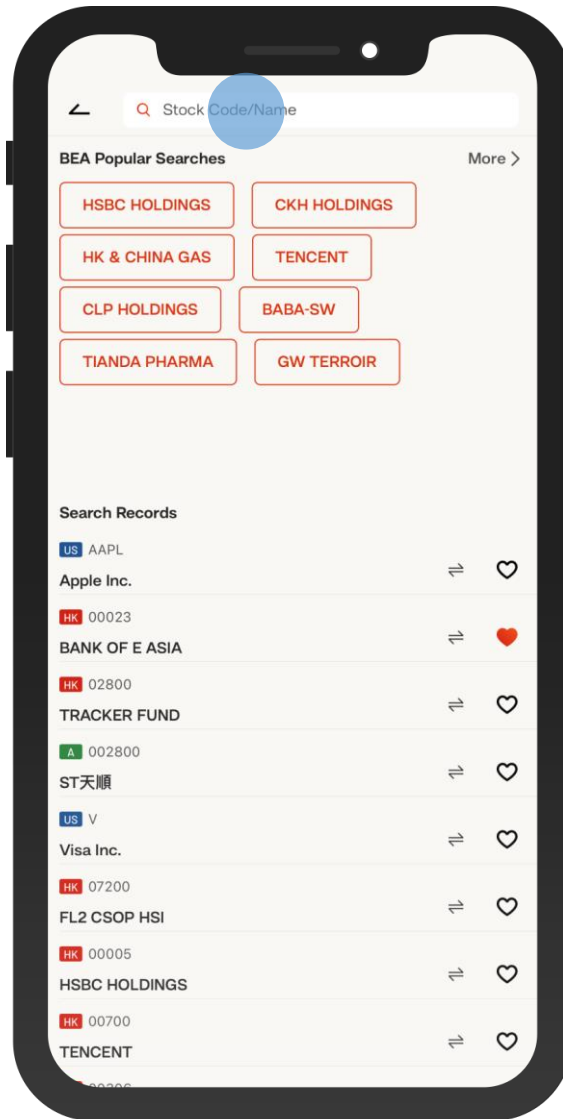 Stock Code/Name
BEA Popular Searches More
HSBC HOLDINGS CKH HOLDINGS
HK & CHINA GAS TENCENT
CLP HOLDINGS BABA-SW
TIANDA PHARMA GW TERROIR
Search Records
US AAPL
Apple Inc.
HK 00023
BANK OF E ASIA
HK 02800
TRACKER FUND
A 002800
ST天順
US V
Visa Inc.
HK 07200
FL2 CSOP HSI
HK 00005
HSBC HOLDINGS
HK 00700
TENCENT